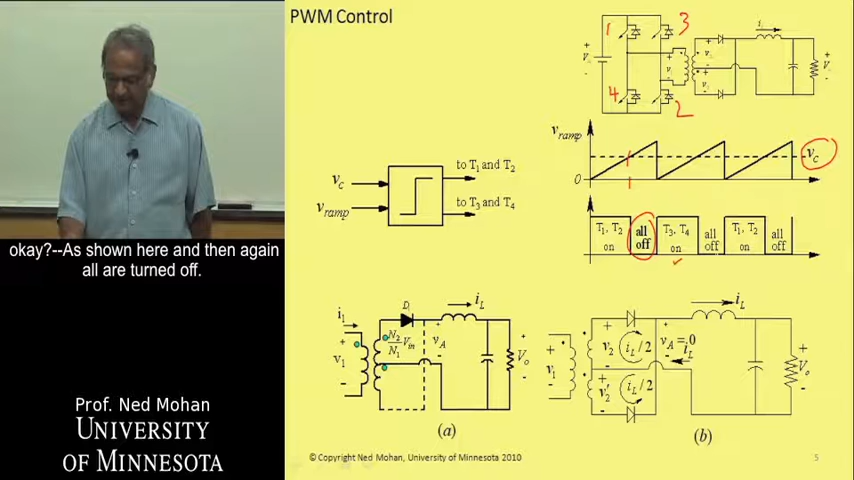 PWM Control
1
3
4
2
i_L
+
-
v_ramp
0
v_C
v_c
v_ramp
to T₁ and T₂
to T₃ and T₄
T₁, T₂
on
all
off
T₃, T₄
on
all
off
T₁, T₂
on
all
off
okay?--As shown here and then again
all are turned off.
i₁
+
v₁
-
D₁
N₂/N₁ V_in
i_L
+
v_A
-
+
V_o
-
(a)
+
v₁
-
+
v₂
-
+
v₂'
-
i_L/2
i_L/2
+
v_A=0
-
i_L
i_L
+
V_o
-
(b)
Prof. Ned Mohan
UNIVERSITY
OF MINNESOTA
© Copyright Ned Mohan, University of Minnesota 2010
5